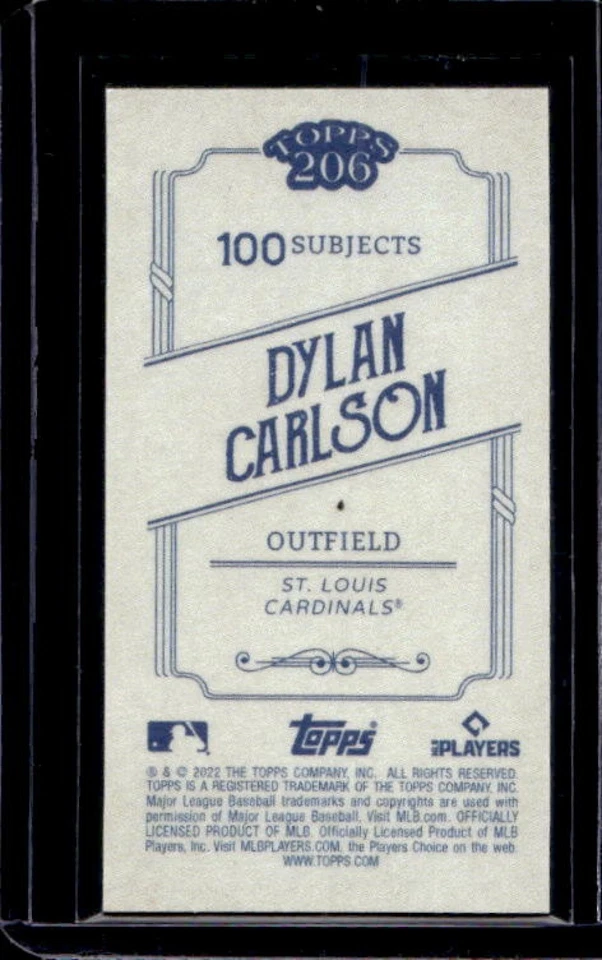 TOPPS
206
100 SUBJECTS
DYLAN
CARLSON
OUTFIELD
ST. LOUIS
CARDINALS®
Topps®
MLB PLAYERS
® & © 2022 THE TOPPS COMPANY, INC. ALL RIGHTS RESERVED.
TOPPS IS A REGISTERED TRADEMARK OF THE TOPPS COMPANY, INC.
Major League Baseball trademarks and copyrights are used with
permission of Major League Baseball. Visit MLB.com. OFFICIALLY
LICENSED PRODUCT OF MLB. Officially Licensed Product of MLB
Players, Inc. Visit MLBPLAYERS.COM, the Players Choice on the web.
WWW.TOPPS.COM